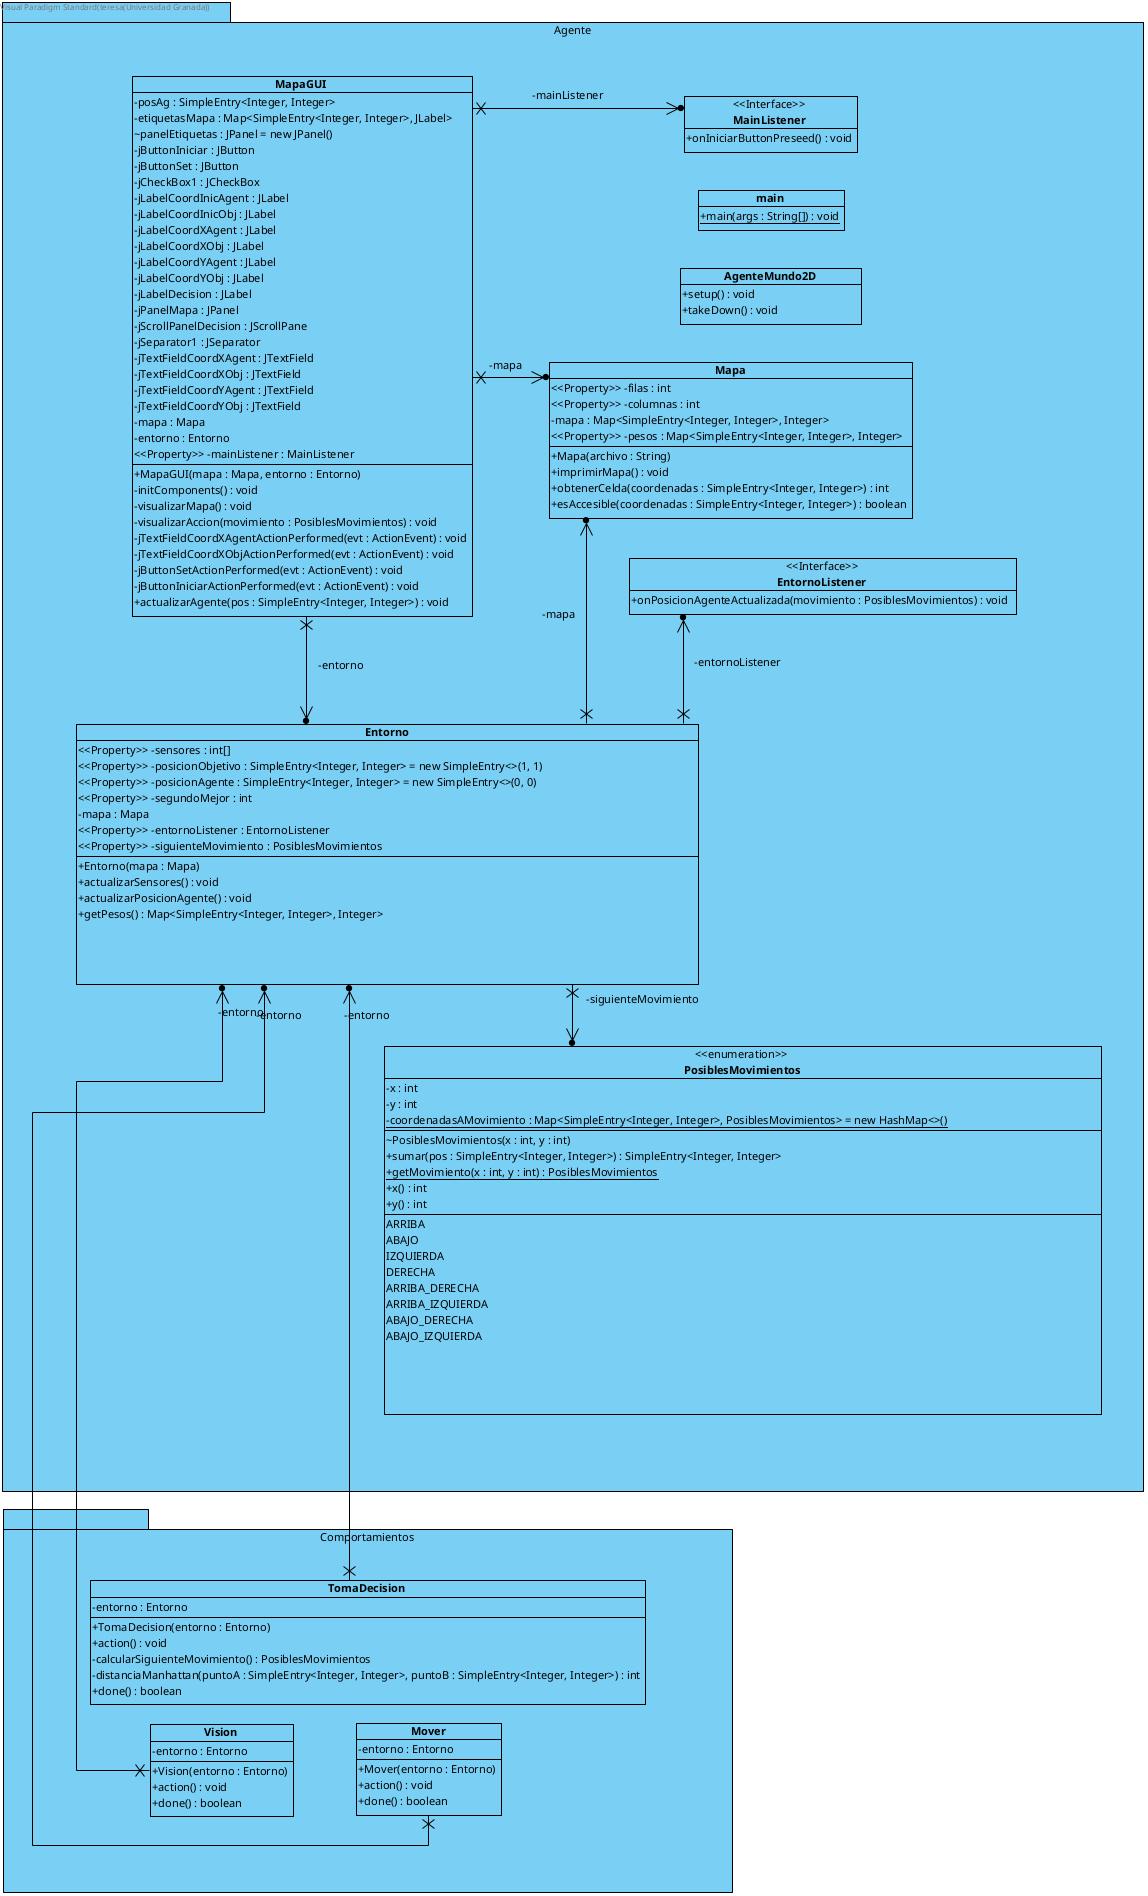 Visual Paradigm Standard(teresa(Universidad Granada))
Agente
MapaGUI
-posAg : SimpleEntry<Integer, Integer>
-etiquetasMapa : Map<SimpleEntry<Integer, Integer>, JLabel>
~panelEtiquetas : JPanel = new JPanel()
-jButtonIniciar : JButton
-jButtonSet : JButton
-jCheckBox1 : JCheckBox
-jLabelCoordInicAgent : JLabel
-jLabelCoordInicObj : JLabel
-jLabelCoordXAgent : JLabel
-jLabelCoordXObj : JLabel
-jLabelCoordYAgent : JLabel
-jLabelCoordYObj : JLabel
-jLabelDecision : JLabel
-jPanelMapa : JPanel
-jScrollPanelDecision : JScrollPane
-jSeparator1 : JSeparator
-jTextFieldCoordXAgent : JTextField
-jTextFieldCoordXObj : JTextField
-jTextFieldCoordYAgent : JTextField
-jTextFieldCoordYObj : JTextField
-mapa : Mapa
-entorno : Entorno
<<Property>> -mainListener : MainListener
+MapaGUI(mapa : Mapa, entorno : Entorno)
-initComponents() : void
-visualizarMapa() : void
-visualizarAccion(movimiento : PosiblesMovimientos) : void
-jTextFieldCoordXAgentActionPerformed(evt : ActionEvent) : void
-jTextFieldCoordXObjActionPerformed(evt : ActionEvent) : void
-jButtonSetActionPerformed(evt : ActionEvent) : void
-jButtonIniciarActionPerformed(evt : ActionEvent) : void
+actualizarAgente(pos : SimpleEntry<Integer, Integer>) : void
-mainListener
<<Interface>>
MainListener
+onIniciarButtonPreseed() : void
main
+main(args : String[]) : void
AgenteMundo2D
+setup() : void
+takeDown() : void
-mapa
Mapa
<<Property>> -filas : int
<<Property>> -columnas : int
-mapa : Map<SimpleEntry<Integer, Integer>, Integer>
<<Property>> -pesos : Map<SimpleEntry<Integer, Integer>, Integer>
+Mapa(archivo : String)
+imprimirMapa() : void
+obtenerCelda(coordenadas : SimpleEntry<Integer, Integer>) : int
+esAccesible(coordenadas : SimpleEntry<Integer, Integer>) : boolean
<<Interface>>
EntornoListener
+onPosicionAgenteActualizada(movimiento : PosiblesMovimientos) : void
-mapa
-entorno
-entornoListener
Entorno
<<Property>> -sensores : int[]
<<Property>> -posicionObjetivo : SimpleEntry<Integer, Integer> = new SimpleEntry<>(1, 1)
<<Property>> -posicionAgente : SimpleEntry<Integer, Integer> = new SimpleEntry<>(0, 0)
<<Property>> -segundoMejor : int
-mapa : Mapa
<<Property>> -entornoListener : EntornoListener
<<Property>> -siguienteMovimiento : PosiblesMovimientos
+Entorno(mapa : Mapa)
+actualizarSensores() : void
+actualizarPosicionAgente() : void
+getPesos() : Map<SimpleEntry<Integer, Integer>, Integer>
-entorno
-entorno
-entorno
-siguienteMovimiento
<<enumeration>>
PosiblesMovimientos
-x : int
-y : int
-coordenadasAMovimiento : Map<SimpleEntry<Integer, Integer>, PosiblesMovimientos> = new HashMap<>()
~PosiblesMovimientos(x : int, y : int)
+sumar(pos : SimpleEntry<Integer, Integer>) : SimpleEntry<Integer, Integer>
+getMovimiento(x : int, y : int) : PosiblesMovimientos
+x() : int
+y() : int
ARRIBA
ABAJO
IZQUIERDA
DERECHA
ARRIBA_DERECHA
ARRIBA_IZQUIERDA
ABAJO_DERECHA
ABAJO_IZQUIERDA
Comportamientos
TomaDecision
-entorno : Entorno
+TomaDecision(entorno : Entorno)
+action() : void
-calcularSiguienteMovimiento() : PosiblesMovimientos
-distanciaManhattan(puntoA : SimpleEntry<Integer, Integer>, puntoB : SimpleEntry<Integer, Integer>) : int
+done() : boolean
Vision
-entorno : Entorno
+Vision(entorno : Entorno)
+action() : void
+done() : boolean
Mover
-entorno : Entorno
+Mover(entorno : Entorno)
+action() : void
+done() : boolean